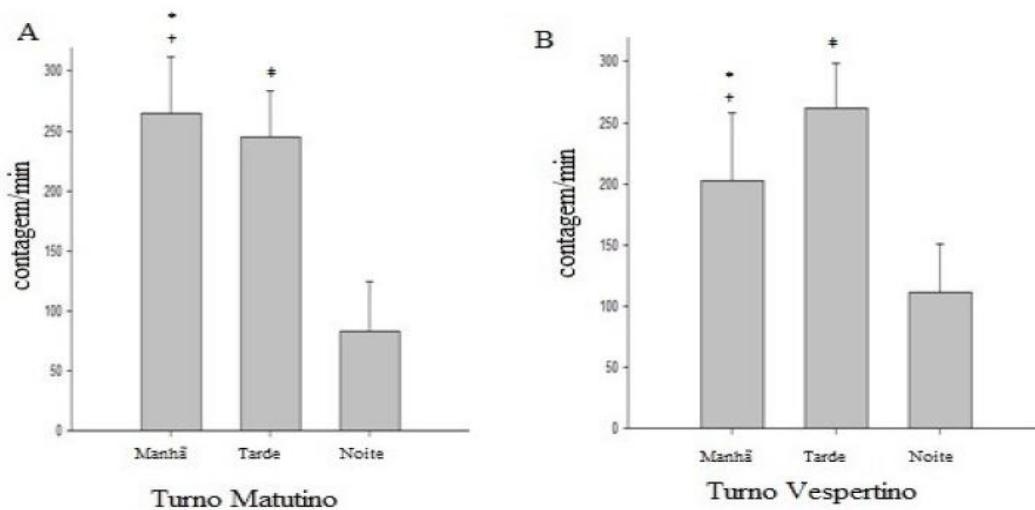 A
*
+
ǂ
contagem/min
300
250
200
150
100
50
0
Manhã
Tarde
Noite
Turno Matutino
B
*
+
ǂ
contagem/min
300
250
200
150
100
50
0
Manhã
Tarde
Noite
Turno Vespertino